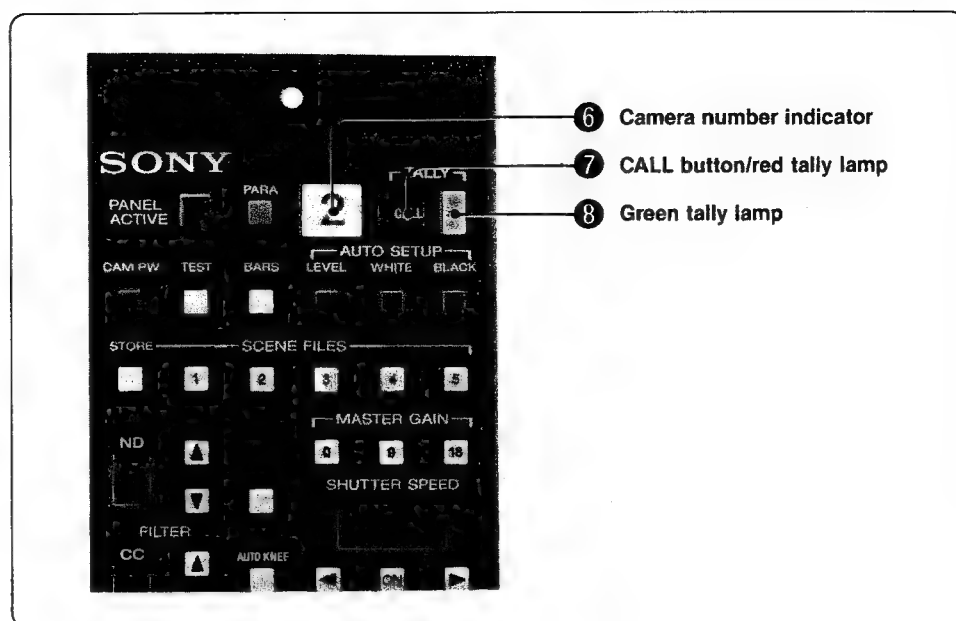 6 Camera number indicator
7 CALL button/red tally lamp
8 Green tally lamp
SONY
TALLY
PANEL ACTIVE
PARA
2
CALL
AUTO SETUP
CAM PW TEST BARS LEVEL WHITE BLACK
STORE SCENE FILES
1 2 3 4 5
MASTER GAIN
ND
0 9 18
SHUTTER SPEED
FILTER
CC
AUTO KNEE
ON